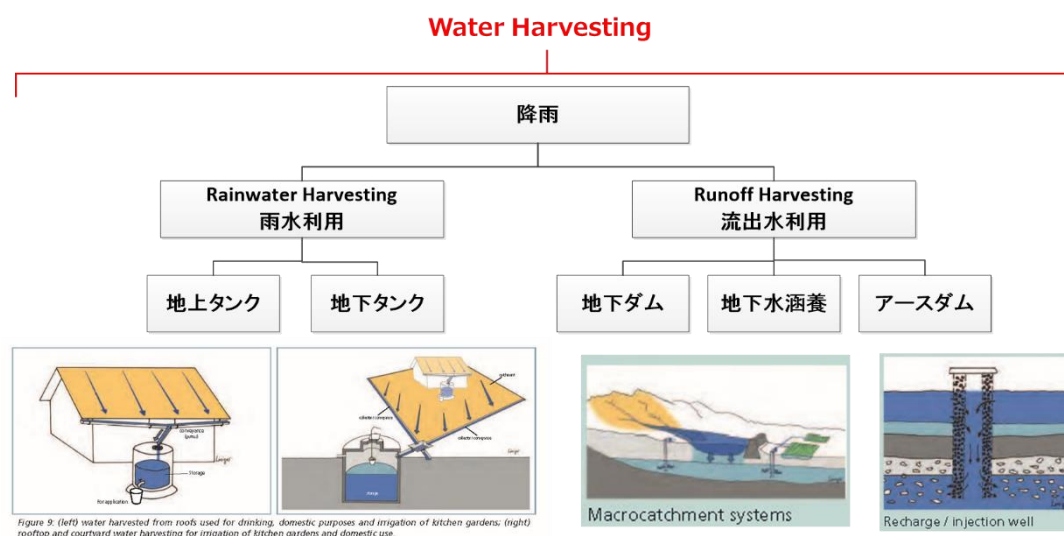 Water Harvesting
降雨
Rainwater Harvesting
雨水利用
Runoff Harvesting
流出水利用
地上タンク
地下タンク
地下ダム
地下水涵養
アースダム
conveyance
Storage
For application
Macrocatchment systems
Recharge / injection well
Figure 9: (left) water harvested from roofs used for drinking, domestic purposes and irrigation of kitchen gardens; (right)
rooftop and courtyard water harvesting for irrigation of kitchen gardens and domestic use.